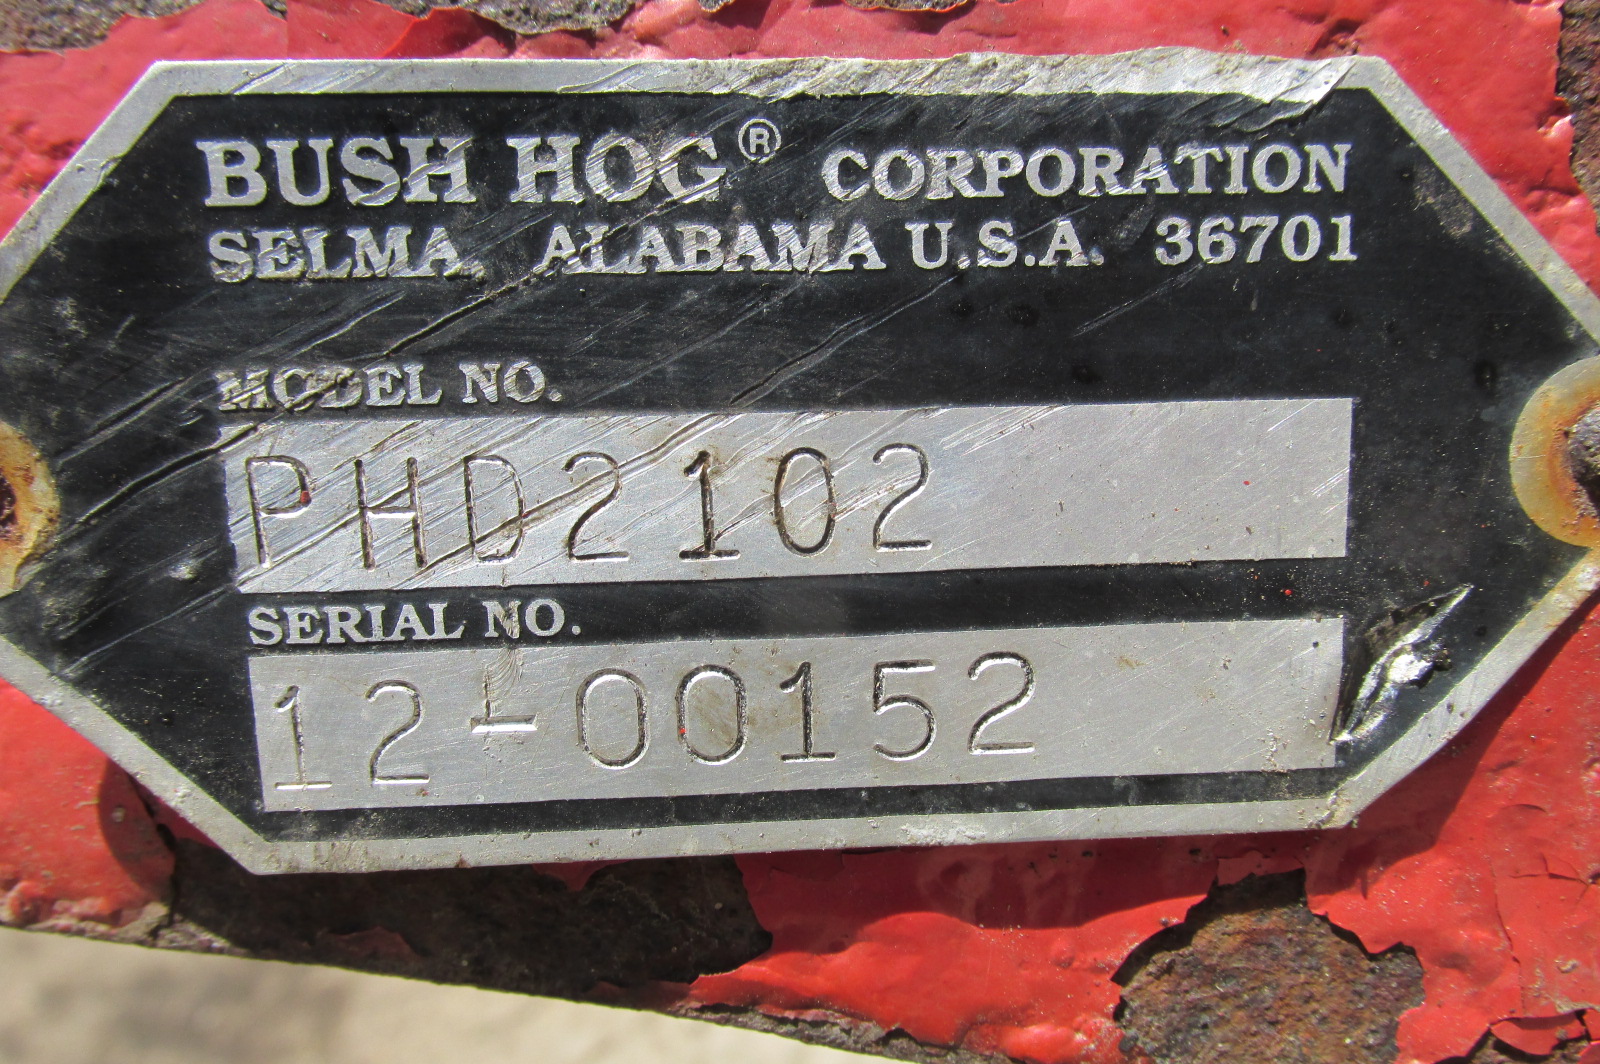 BUSH HOG® CORPORATION
SELMA, ALABAMA U.S.A. 36701
MODEL NO.
PHD2102
SERIAL NO.
12-00152